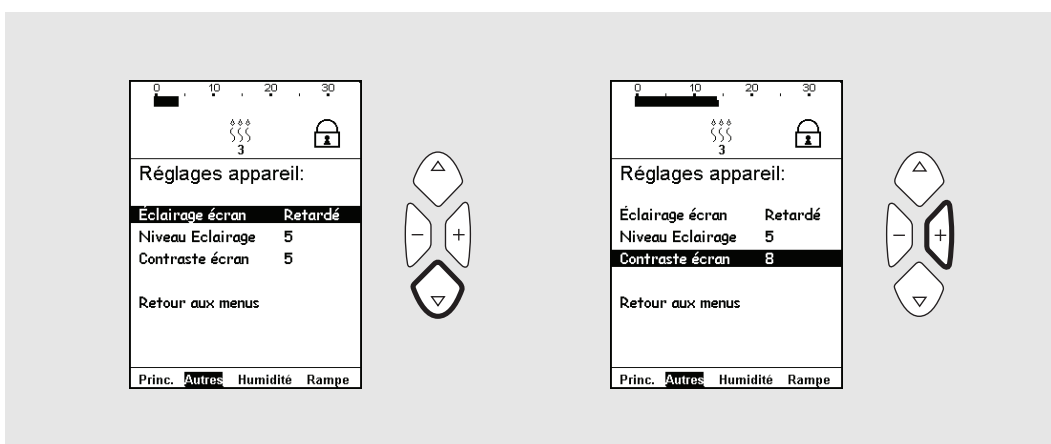 0 10 20 30
3
Réglages appareil:
Éclairage écran Retardé
Niveau Eclairage 5
Contraste écran 5
Retour aux menus
Princ. Autres Humidité Rampe
− +
0 10 20 30
3
Réglages appareil:
Éclairage écran Retardé
Niveau Eclairage 5
Contraste écran 8
Retour aux menus
Princ. Autres Humidité Rampe
− +